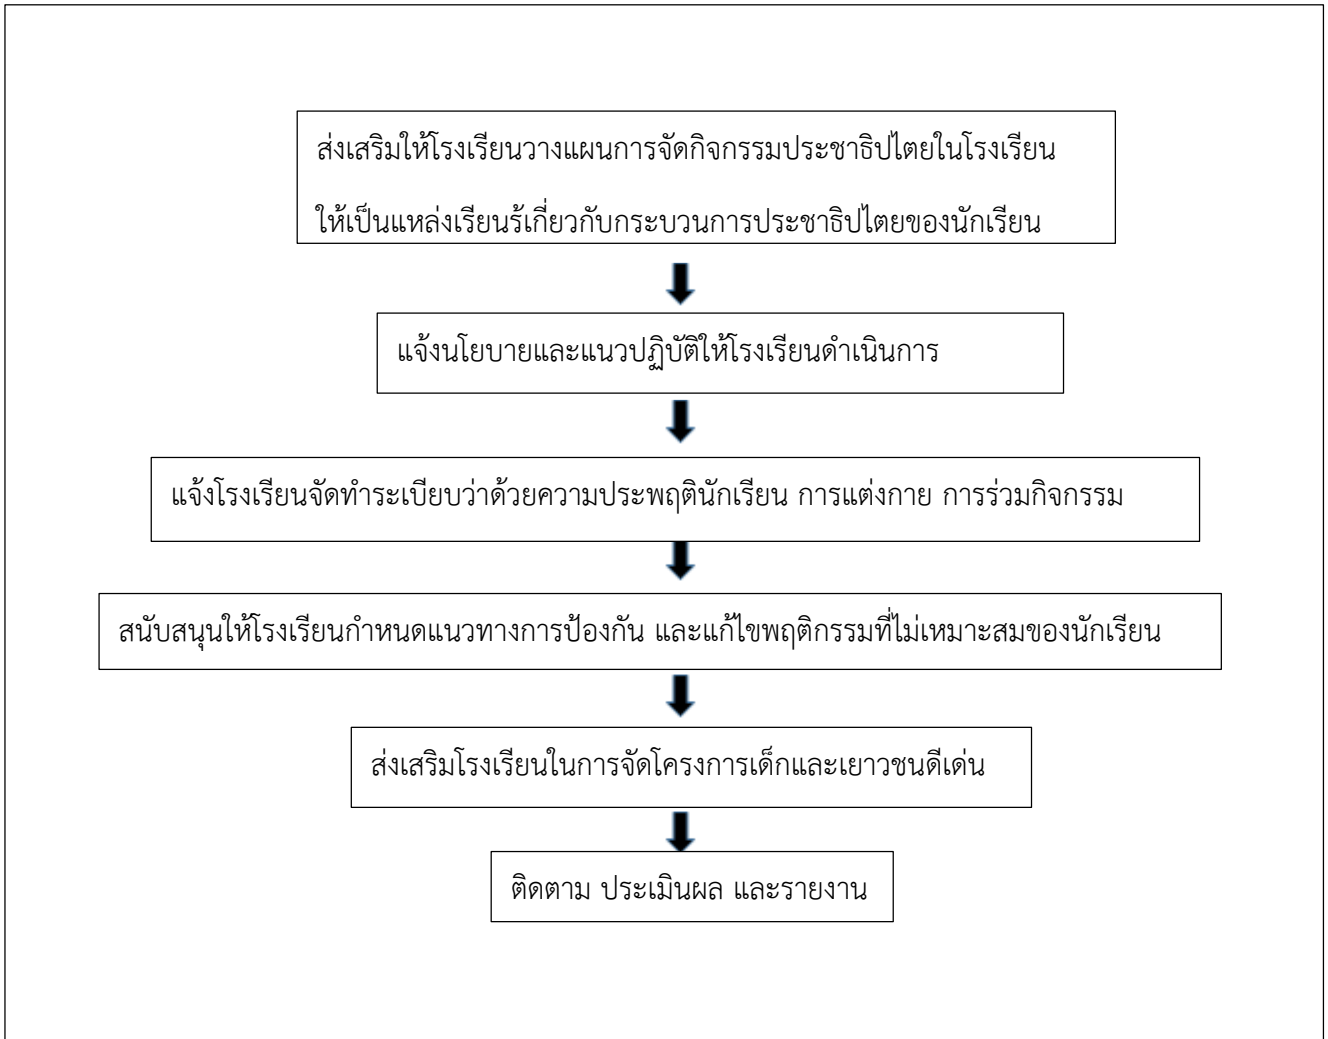 ส่งเสริมให้โรงเรียนวางแผนการจัดกิจกรรมประชาธิปไตยในโรงเรียน
ให้เป็นแหล่งเรียนรู้เกี่ยวกับกระบวนการประชาธิปไตยของนักเรียน
แจ้งนโยบายและแนวปฏิบัติให้โรงเรียนดำเนินการ
แจ้งโรงเรียนจัดทำระเบียบว่าด้วยความประพฤตินักเรียน การแต่งกาย การร่วมกิจกรรม
สนับสนุนให้โรงเรียนกำหนดแนวทางการป้องกัน และแก้ไขพฤติกรรมที่ไม่เหมาะสมของนักเรียน
ส่งเสริมโรงเรียนในการจัดโครงการเด็กและเยาวชนดีเด่น
ติดตาม ประเมินผล และรายงาน